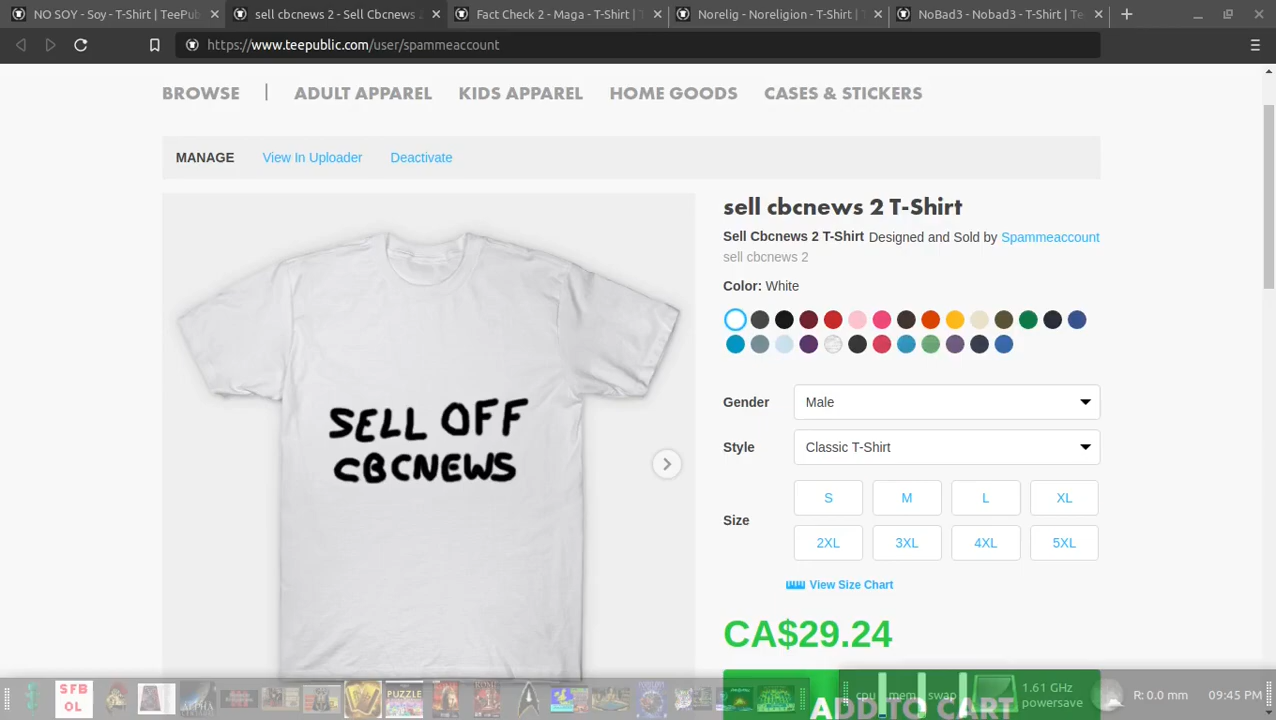 NO SOY - Soy - T-Shirt | TeePub
sell cbcnews 2 - Sell Cbcnews
Fact Check 2 - Maga - T-Shirt |
Norelig - Noreligion - T-Shirt |
NoBad3 - Nobad3 - T-Shirt | Te
https://www.teepublic.com/user/spammeaccount
BROWSE | ADULT APPAREL KIDS APPAREL HOME GOODS CASES & STICKERS
MANAGE View In Uploader Deactivate
SELL OFF
CBCNEWS
sell cbcnews 2 T-Shirt
Sell Cbcnews 2 T-Shirt Designed and Sold by Spammeaccount
sell cbcnews 2
Color: White
Gender Male
Style Classic T-Shirt
Size
S M L XL
2XL 3XL 4XL 5XL
View Size Chart
CA$29.24
ADD TO CART
SFB
OL
ALPHA
PUZZLE
cpu mem swap
1.61 GHz
powersave
R: 0.0 mm
09:45 PM